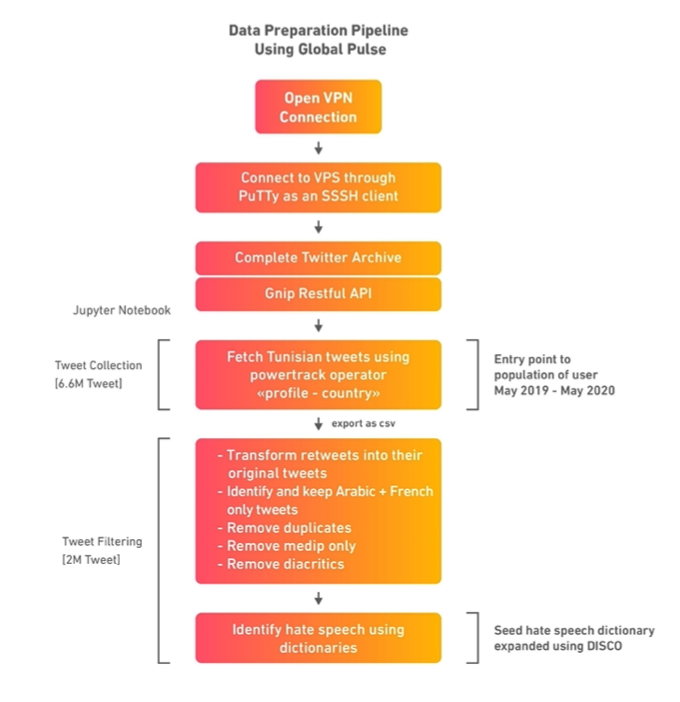 Data Preparation Pipeline
Using Global Pulse
Open VPN
Connection
Connect to VPS through
PuTTy as an SSSH client
Complete Twitter Archive
Gnip Restful API
Jupyter Notebook
Tweet Collection
[6.6M Tweet]
Fetch Tunisian tweets using
powertrack operator
«profile - country»
Entry point to
population of user
May 2019 - May 2020
export as csv
- Transform retweets into their
original tweets
- Identify and keep Arabic + French
only tweets
- Remove duplicates
- Remove medip only
- Remove diacritics
Tweet Filtering
[2M Tweet]
Identify hate speech using
dictionaries
Seed hate speech dictionary
expanded using DISCO